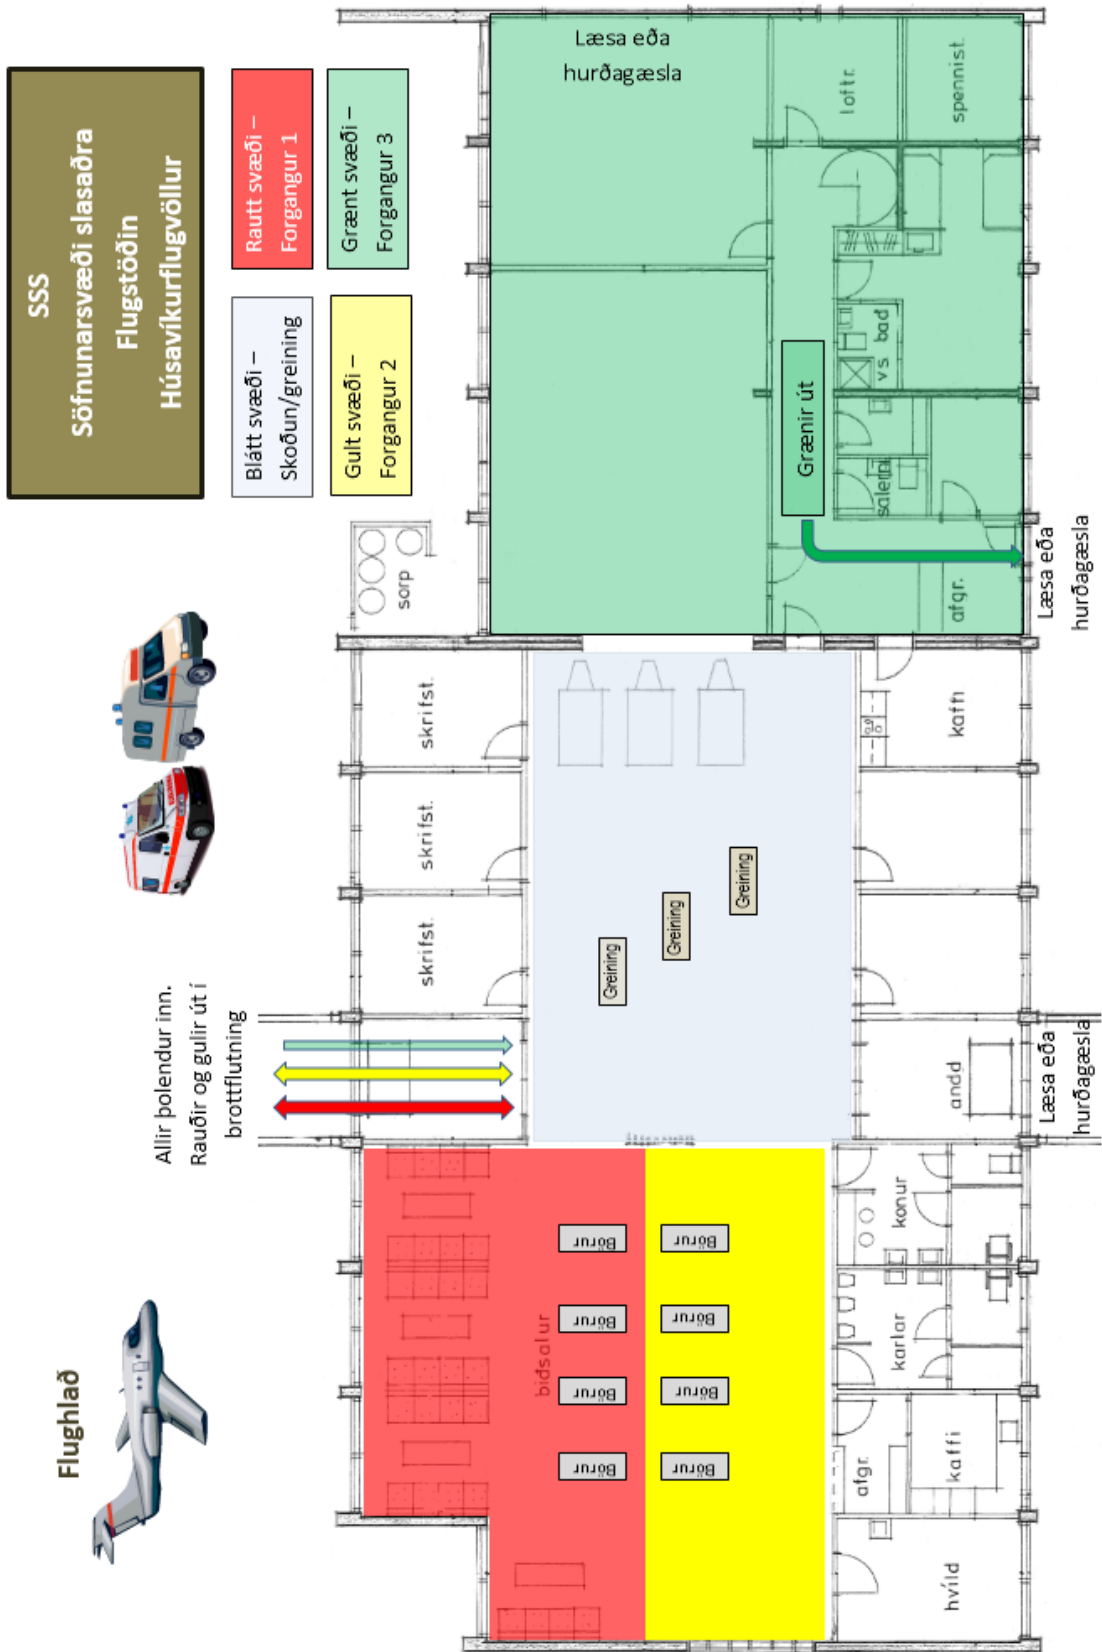 SSS
Söfnunarsvæði slasaðra
Flugstöðin
Húsavíkurflugvöllur
Blátt svæði –
Skoðun/greining
Rautt svæði –
Forgangur 1
Gult svæði –
Forgangur 2
Grænt svæði –
Forgangur 3
Flughlað
Allir þolendur inn.
Rauðir og gulir út í
brottflutning
sorp
Læsa eða
hurðagæsla
loftr.
spennist.
Grænir út
vs. bað
salerni
afgr.
Læsa eða
hurðagæsla
skrifst.
skrifst.
skrifst.
kaffi
Greining
Greining
Greining
andd
Læsa eða
hurðagæsla
biðsalur
Börur
Börur
Börur
Börur
Börur
Börur
Börur
Börur
konur
karlar
afgr.
kaffi
hvíld